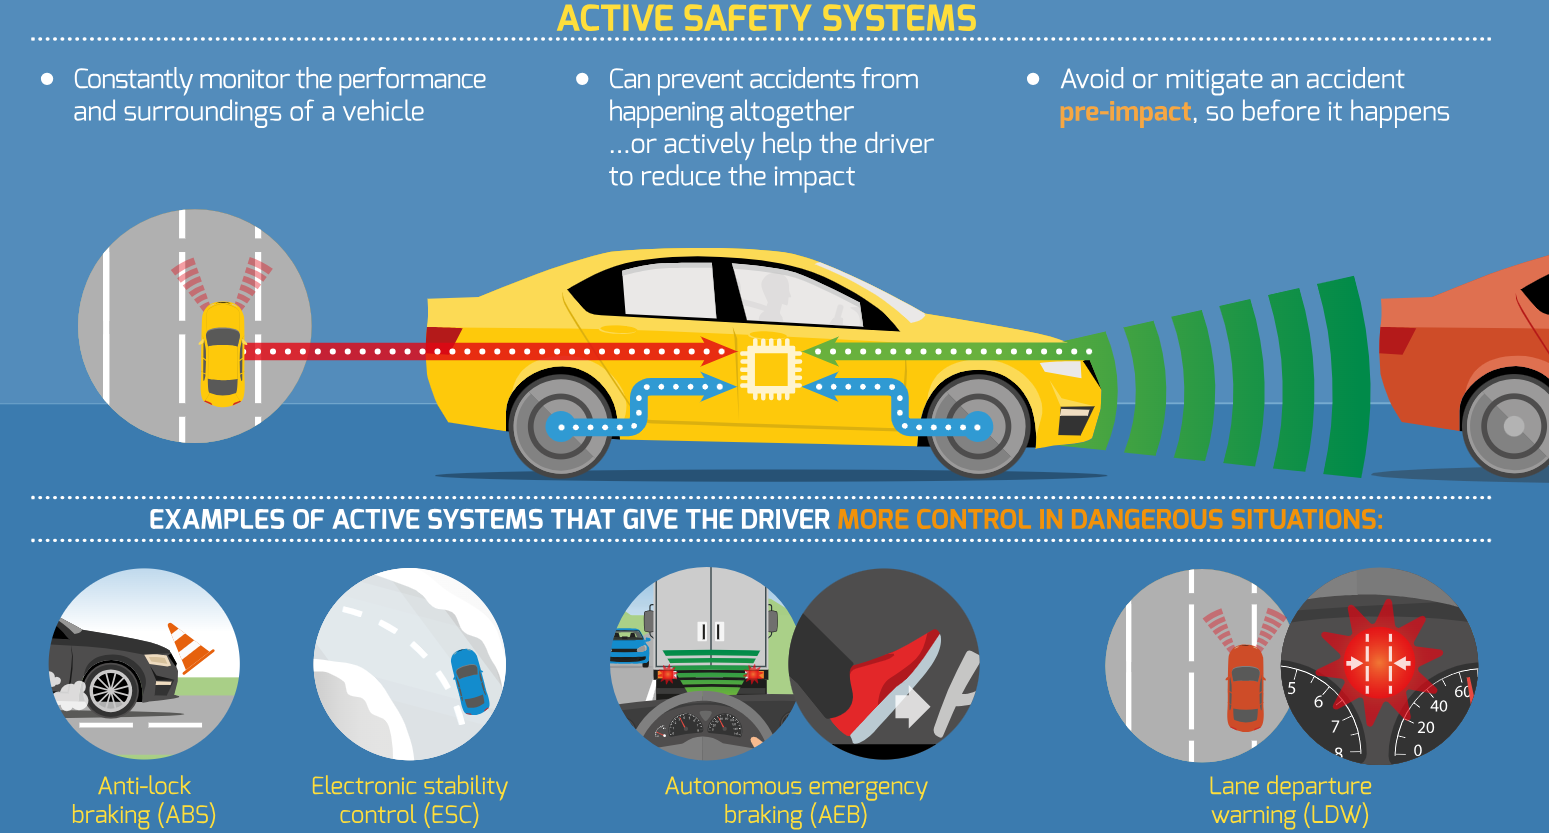 ACTIVE SAFETY SYSTEMS
• Constantly monitor the performance
and surroundings of a vehicle
• Can prevent accidents from
happening altogether
...or actively help the driver
to reduce the impact
• Avoid or mitigate an accident
pre-impact, so before it happens
EXAMPLES OF ACTIVE SYSTEMS THAT GIVE THE DRIVER MORE CONTROL IN DANGEROUS SITUATIONS:
5
6
7
8
60
40
20
0
Anti-lock
braking (ABS)
Electronic stability
control (ESC)
Autonomous emergency
braking (AEB)
Lane departure
warning (LDW)